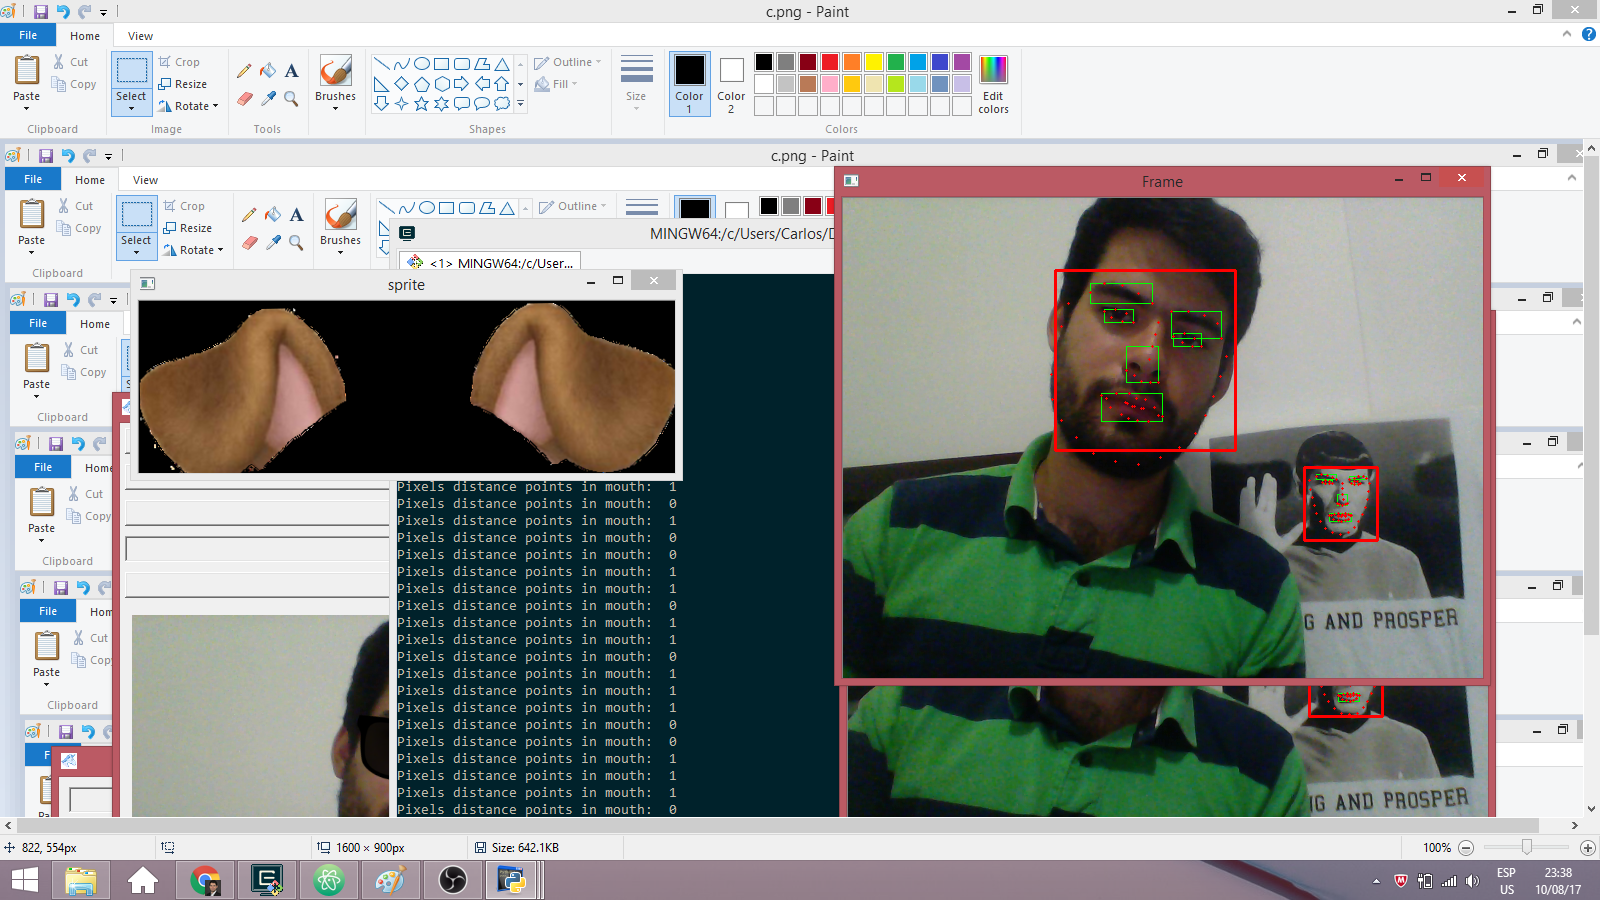 c.png - Paint
File Home View
Paste Cut Copy
Select Crop Resize Rotate
Brushes
Outline Fill
Size
Color 1 Color 2
Edit colors
Clipboard Image Tools Shapes Colors
c.png - Paint
File Home View
Paste Cut Copy
Select Crop Resize Rotate
Brushes
Outline
Clipboard
Frame
MINGW64:/c/Users/Carlos/D
<1> MINGW64:/c/User...
sprite
File Home
Cut
Copy
Paste
Clipboard
File Home
Cut
Copy
Paste
Clipboard
File Hom
Cut
Copy
Paste
Clipboard
Pixels distance points in mouth: 1
Pixels distance points in mouth: 0
Pixels distance points in mouth: 1
Pixels distance points in mouth: 0
Pixels distance points in mouth: 0
Pixels distance points in mouth: 1
Pixels distance points in mouth: 1
Pixels distance points in mouth: 0
Pixels distance points in mouth: 1
Pixels distance points in mouth: 1
Pixels distance points in mouth: 0
Pixels distance points in mouth: 1
Pixels distance points in mouth: 1
Pixels distance points in mouth: 1
Pixels distance points in mouth: 0
Pixels distance points in mouth: 0
Pixels distance points in mouth: 1
Pixels distance points in mouth: 1
Pixels distance points in mouth: 1
Pixels distance points in mouth: 0
G AND PROSPER
NG AND PROSPER
822, 554px
1600 × 900px
Size: 642.1KB
100%
ESP
US
23:38
10/08/17